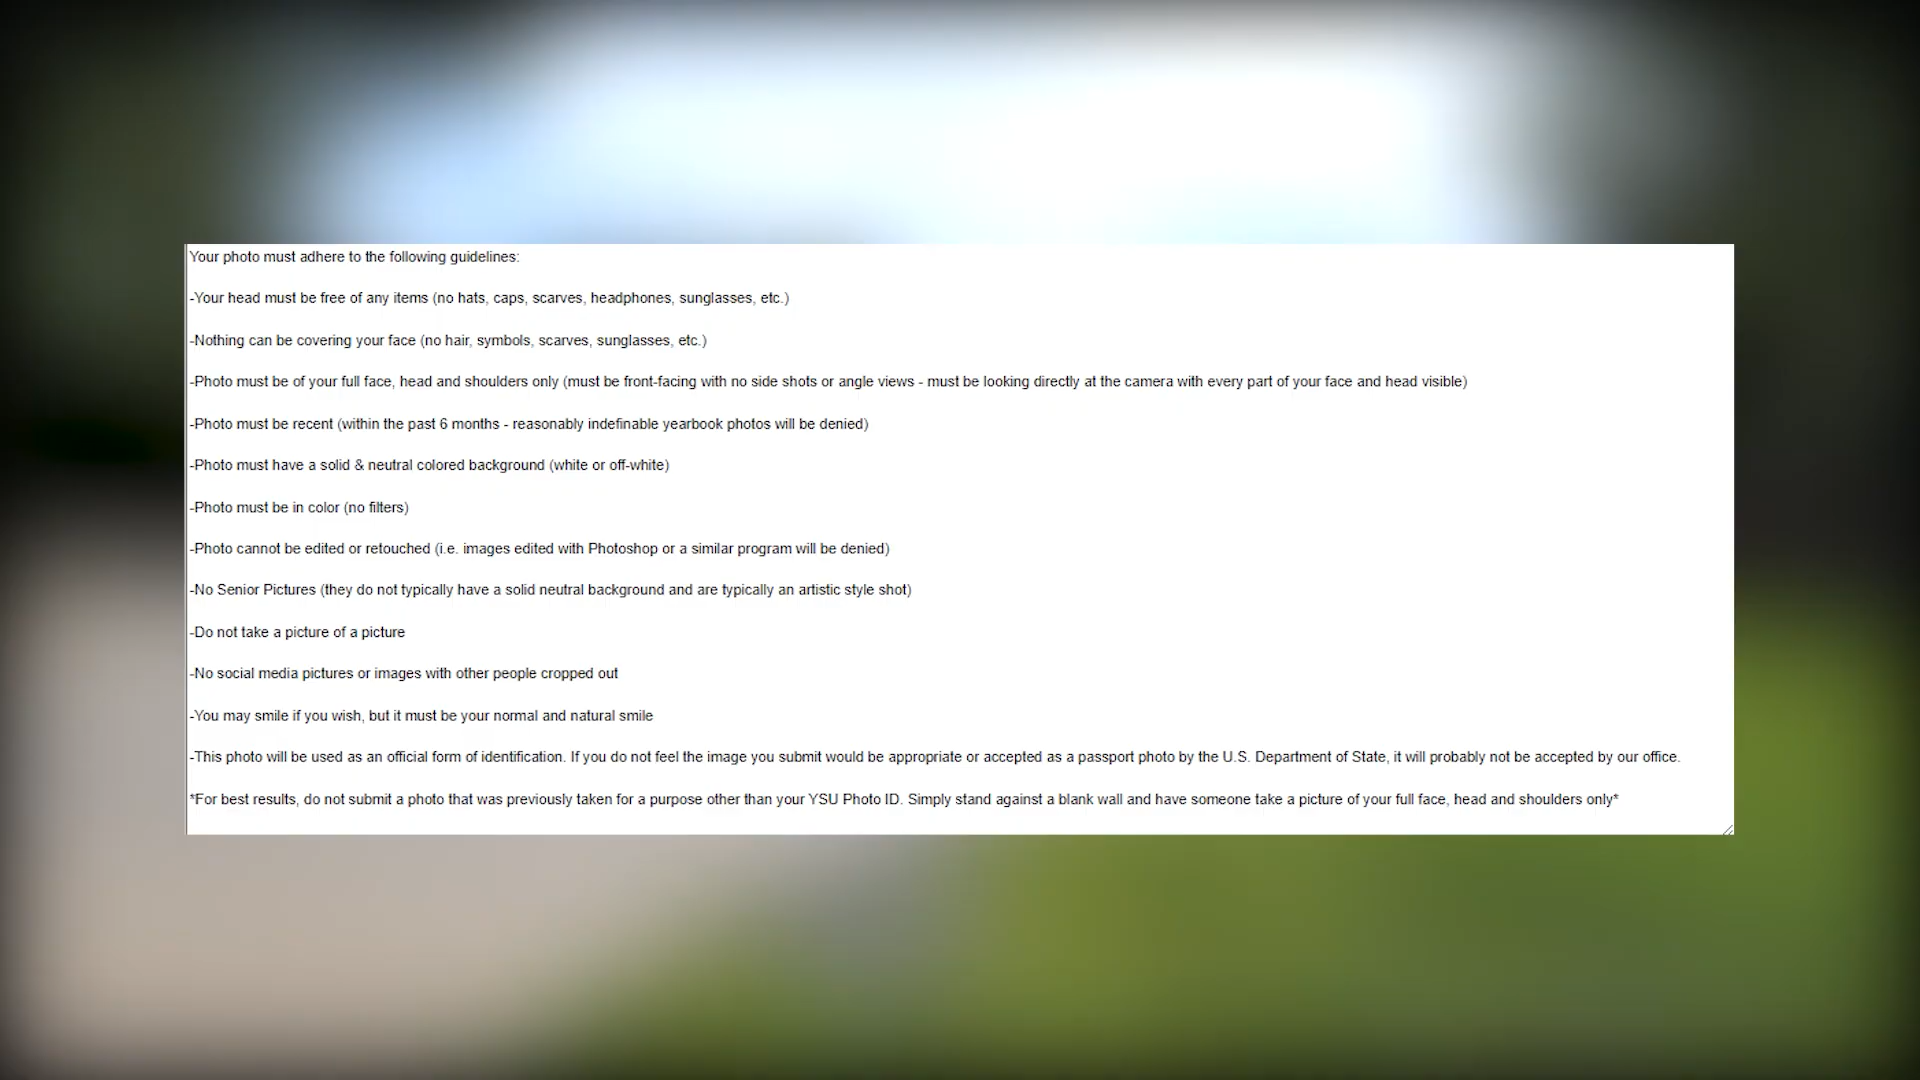 Your photo must adhere to the following guidelines:
-Your head must be free of any items (no hats, caps, scarves, headphones, sunglasses, etc.)
-Nothing can be covering your face (no hair, symbols, scarves, sunglasses, etc.)
-Photo must be of your full face, head and shoulders only (must be front-facing with no side shots or angle views - must be looking directly at the camera with every part of your face and head visible)
-Photo must be recent (within the past 6 months - reasonably indefinable yearbook photos will be denied)
-Photo must have a solid & neutral colored background (white or off-white)
-Photo must be in color (no filters)
-Photo cannot be edited or retouched (i.e. images edited with Photoshop or a similar program will be denied)
-No Senior Pictures (they do not typically have a solid neutral background and are typically an artistic style shot)
-Do not take a picture of a picture
-No social media pictures or images with other people cropped out
-You may smile if you wish, but it must be your normal and natural smile
-This photo will be used as an official form of identification. If you do not feel the image you submit would be appropriate or accepted as a passport photo by the U.S. Department of State, it will probably not be accepted by our office.
*For best results, do not submit a photo that was previously taken for a purpose other than your YSU Photo ID. Simply stand against a blank wall and have someone take a picture of your full face, head and shoulders only*